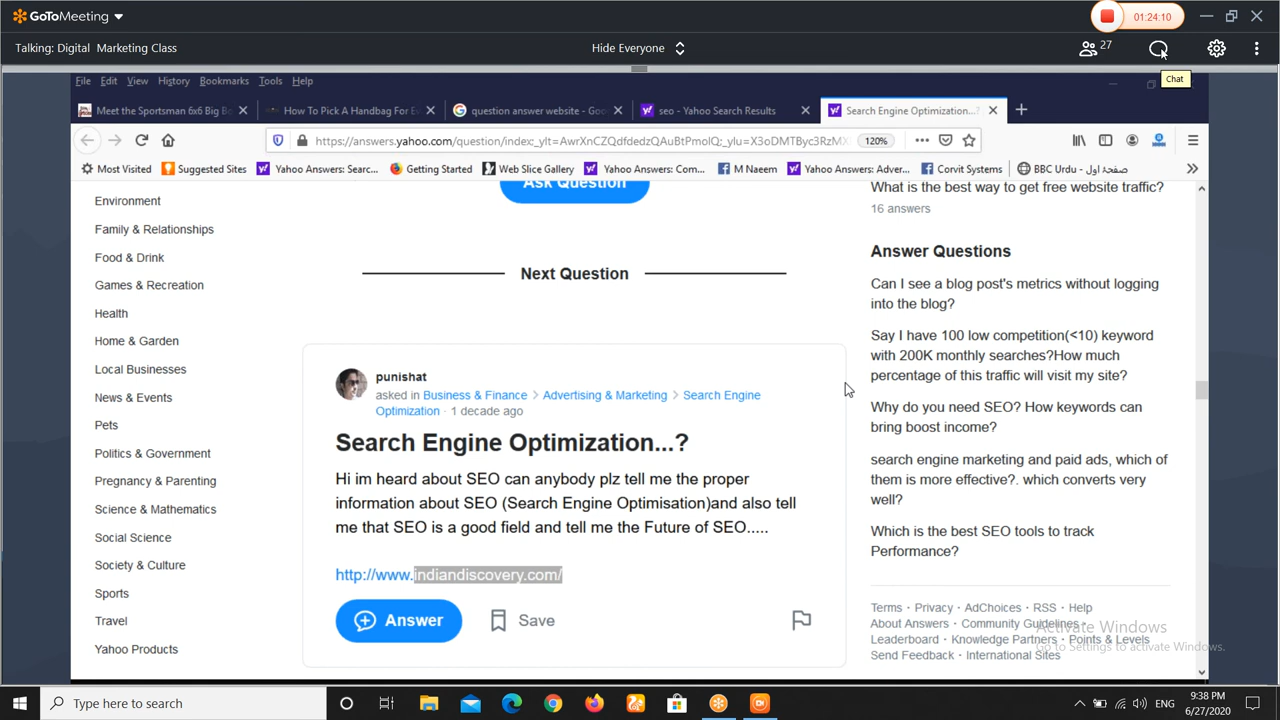 GoToMeeting
01:24:10
Talking: Digital Marketing Class
Hide Everyone
27
Chat
File Edit View History Bookmarks Tools Help
Meet the Sportsman 6x6 Big Bo
How To Pick A Handbag For Ev
question answer website - Goo
seo - Yahoo Search Results
Search Engine Optimization...?
https://answers.yahoo.com/question/index;_ylt=AwrXnCZQdfdedzQAuBtPmolQ;_ylu=X3oDMTByc3RzMX
120%
Most Visited
Suggested Sites
Yahoo Answers: Searc...
Getting Started
Web Slice Gallery
Yahoo Answers: Com...
M Naeem
Yahoo Answers: Adver...
Corvit Systems
BBC Urdu - صفحۂ اول
Environment
Family & Relationships
Food & Drink
Games & Recreation
Health
Home & Garden
Local Businesses
News & Events
Pets
Politics & Government
Pregnancy & Parenting
Science & Mathematics
Social Science
Society & Culture
Sports
Travel
Yahoo Products
Ask Question
Next Question
punishat
asked in Business & Finance > Advertising & Marketing > Search Engine
Optimization · 1 decade ago
Search Engine Optimization...?
Hi im heard about SEO can anybody plz tell me the proper
information about SEO (Search Engine Optimisation)and also tell
me that SEO is a good field and tell me the Future of SEO.....
http://www.indiandiscovery.com/
Answer
Save
What is the best way to get free website traffic?
16 answers
Answer Questions
Can I see a blog post's metrics without logging
into the blog?
Say I have 100 low competition(<10) keyword
with 200K monthly searches?How much
percentage of this traffic will visit my site?
Why do you need SEO? How keywords can
bring boost income?
search engine marketing and paid ads, which of
them is more effective?. which converts very
well?
Which is the best SEO tools to track
Performance?
Terms · Privacy · AdChoices · RSS · Help
About Answers · Community Guidelines ·
Leaderboard · Knowledge Partners · Points & Levels
Send Feedback · International Sites
Activate Windows
Go to Settings to activate Windows.
Type here to search
ENG
9:38 PM
6/27/2020